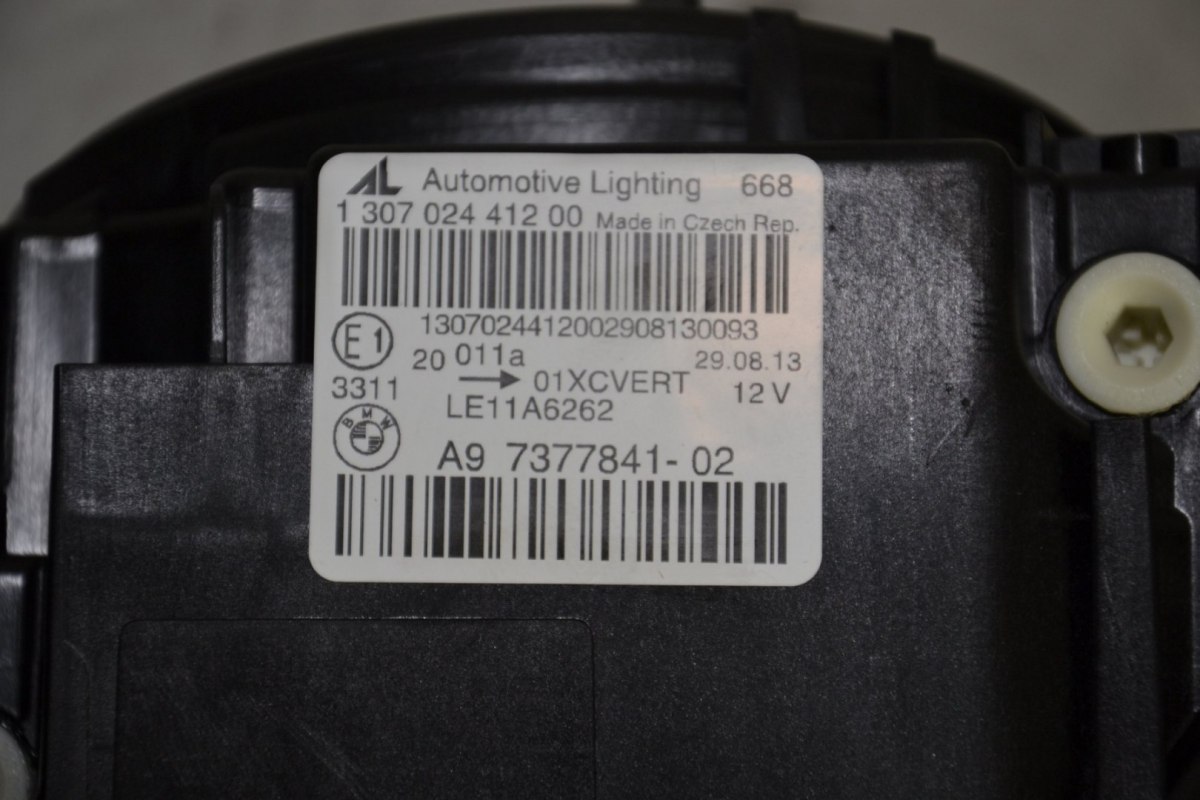 AL Automotive Lighting 668
1 307 024 412 00 Made in Czech Rep.
1307024412002908130093
E1 20 011a 29.08.13
3311 → 01XCVERT 12 V
LE11A6262
BMW
A9 7377841-02